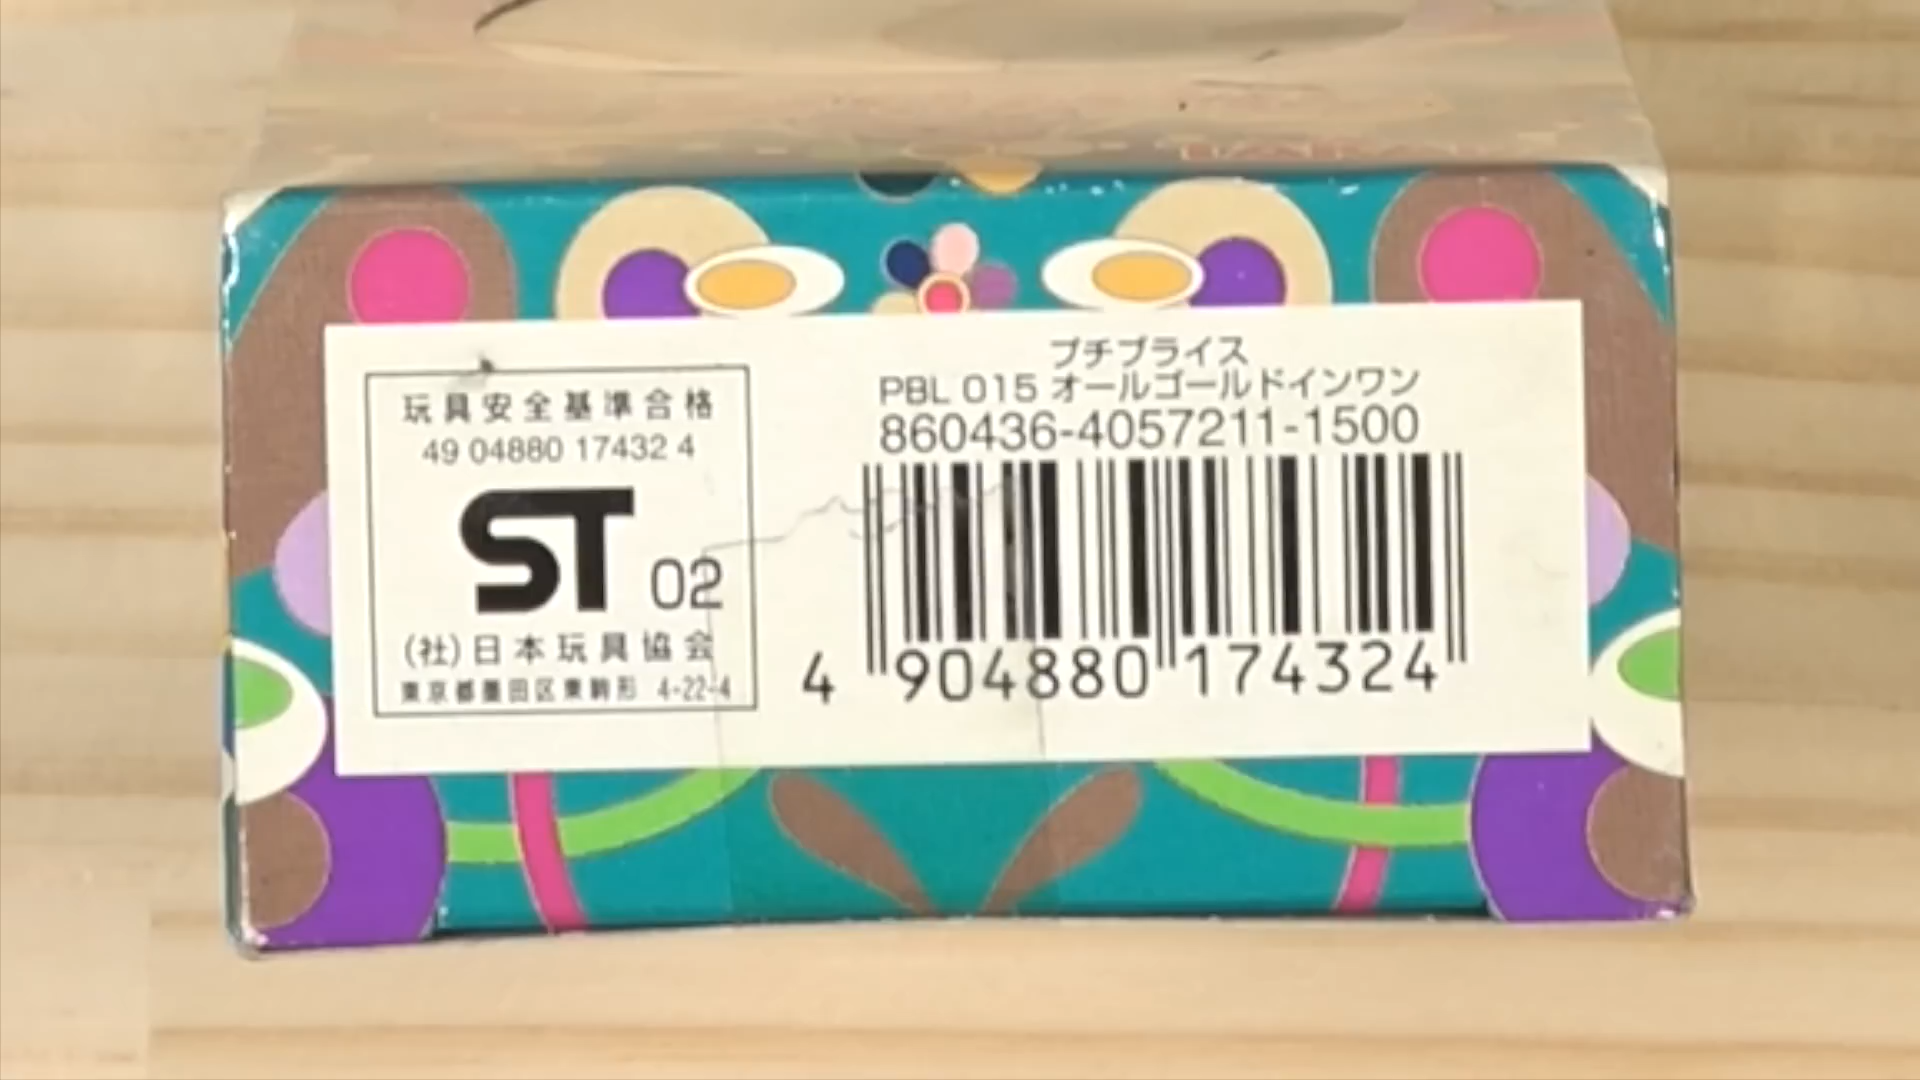 玩具安全基準合格
49 04880 17432 4
ST 02
(社)日本玩具協会
東京都墨田区東駒形 4-22-4
プチブライス
PBL 015 オールゴールドインワン
860436-4057211-1500
4 904880 174324